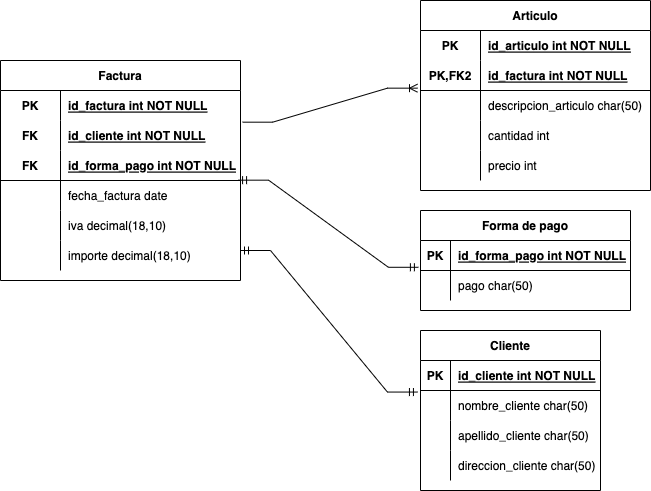 Factura
PK id_factura int NOT NULL
FK id_cliente int NOT NULL
FK id_forma_pago int NOT NULL
fecha_factura date
iva decimal(18,10)
importe decimal(18,10)
Articulo
PK id_articulo int NOT NULL
PK,FK2 id_factura int NOT NULL
descripcion_articulo char(50)
cantidad int
precio int
Forma de pago
PK id_forma_pago int NOT NULL
pago char(50)
Cliente
PK id_cliente int NOT NULL
nombre_cliente char(50)
apellido_cliente char(50)
direccion_cliente char(50)